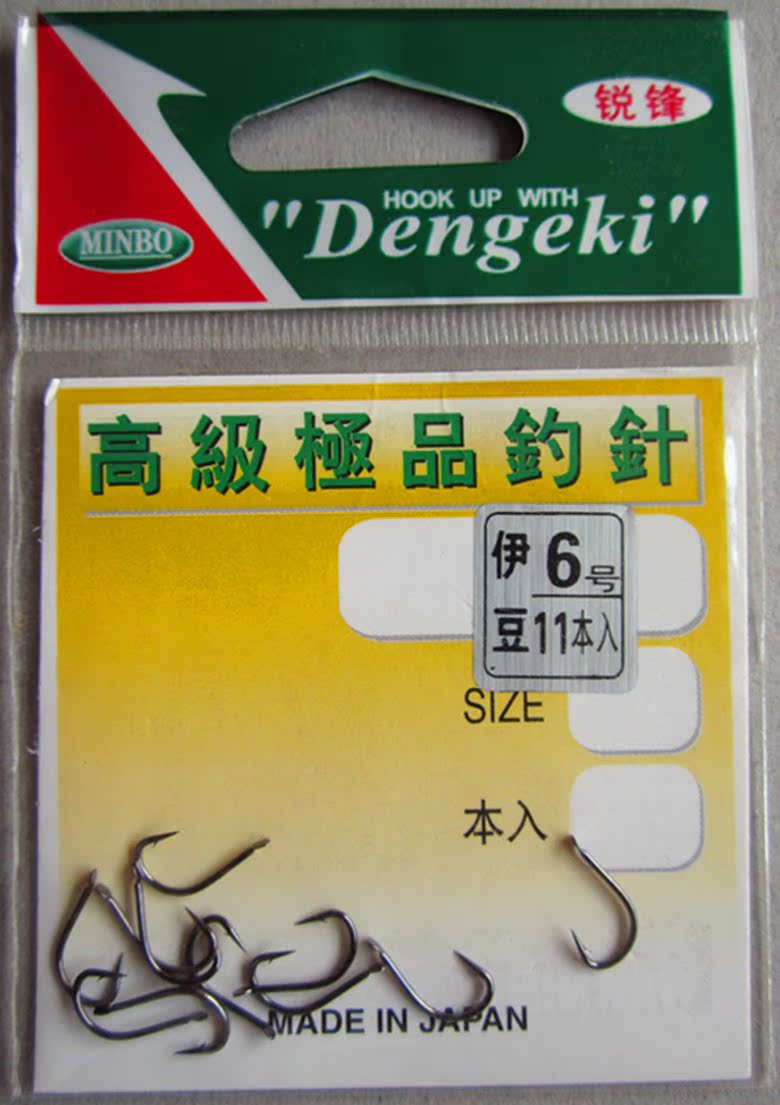 锐锋
MINBO
HOOK UP WITH
"Dengeki"
高級極品釣針
伊 6号
豆 11本入
SIZE
本入
MADE IN JAPAN